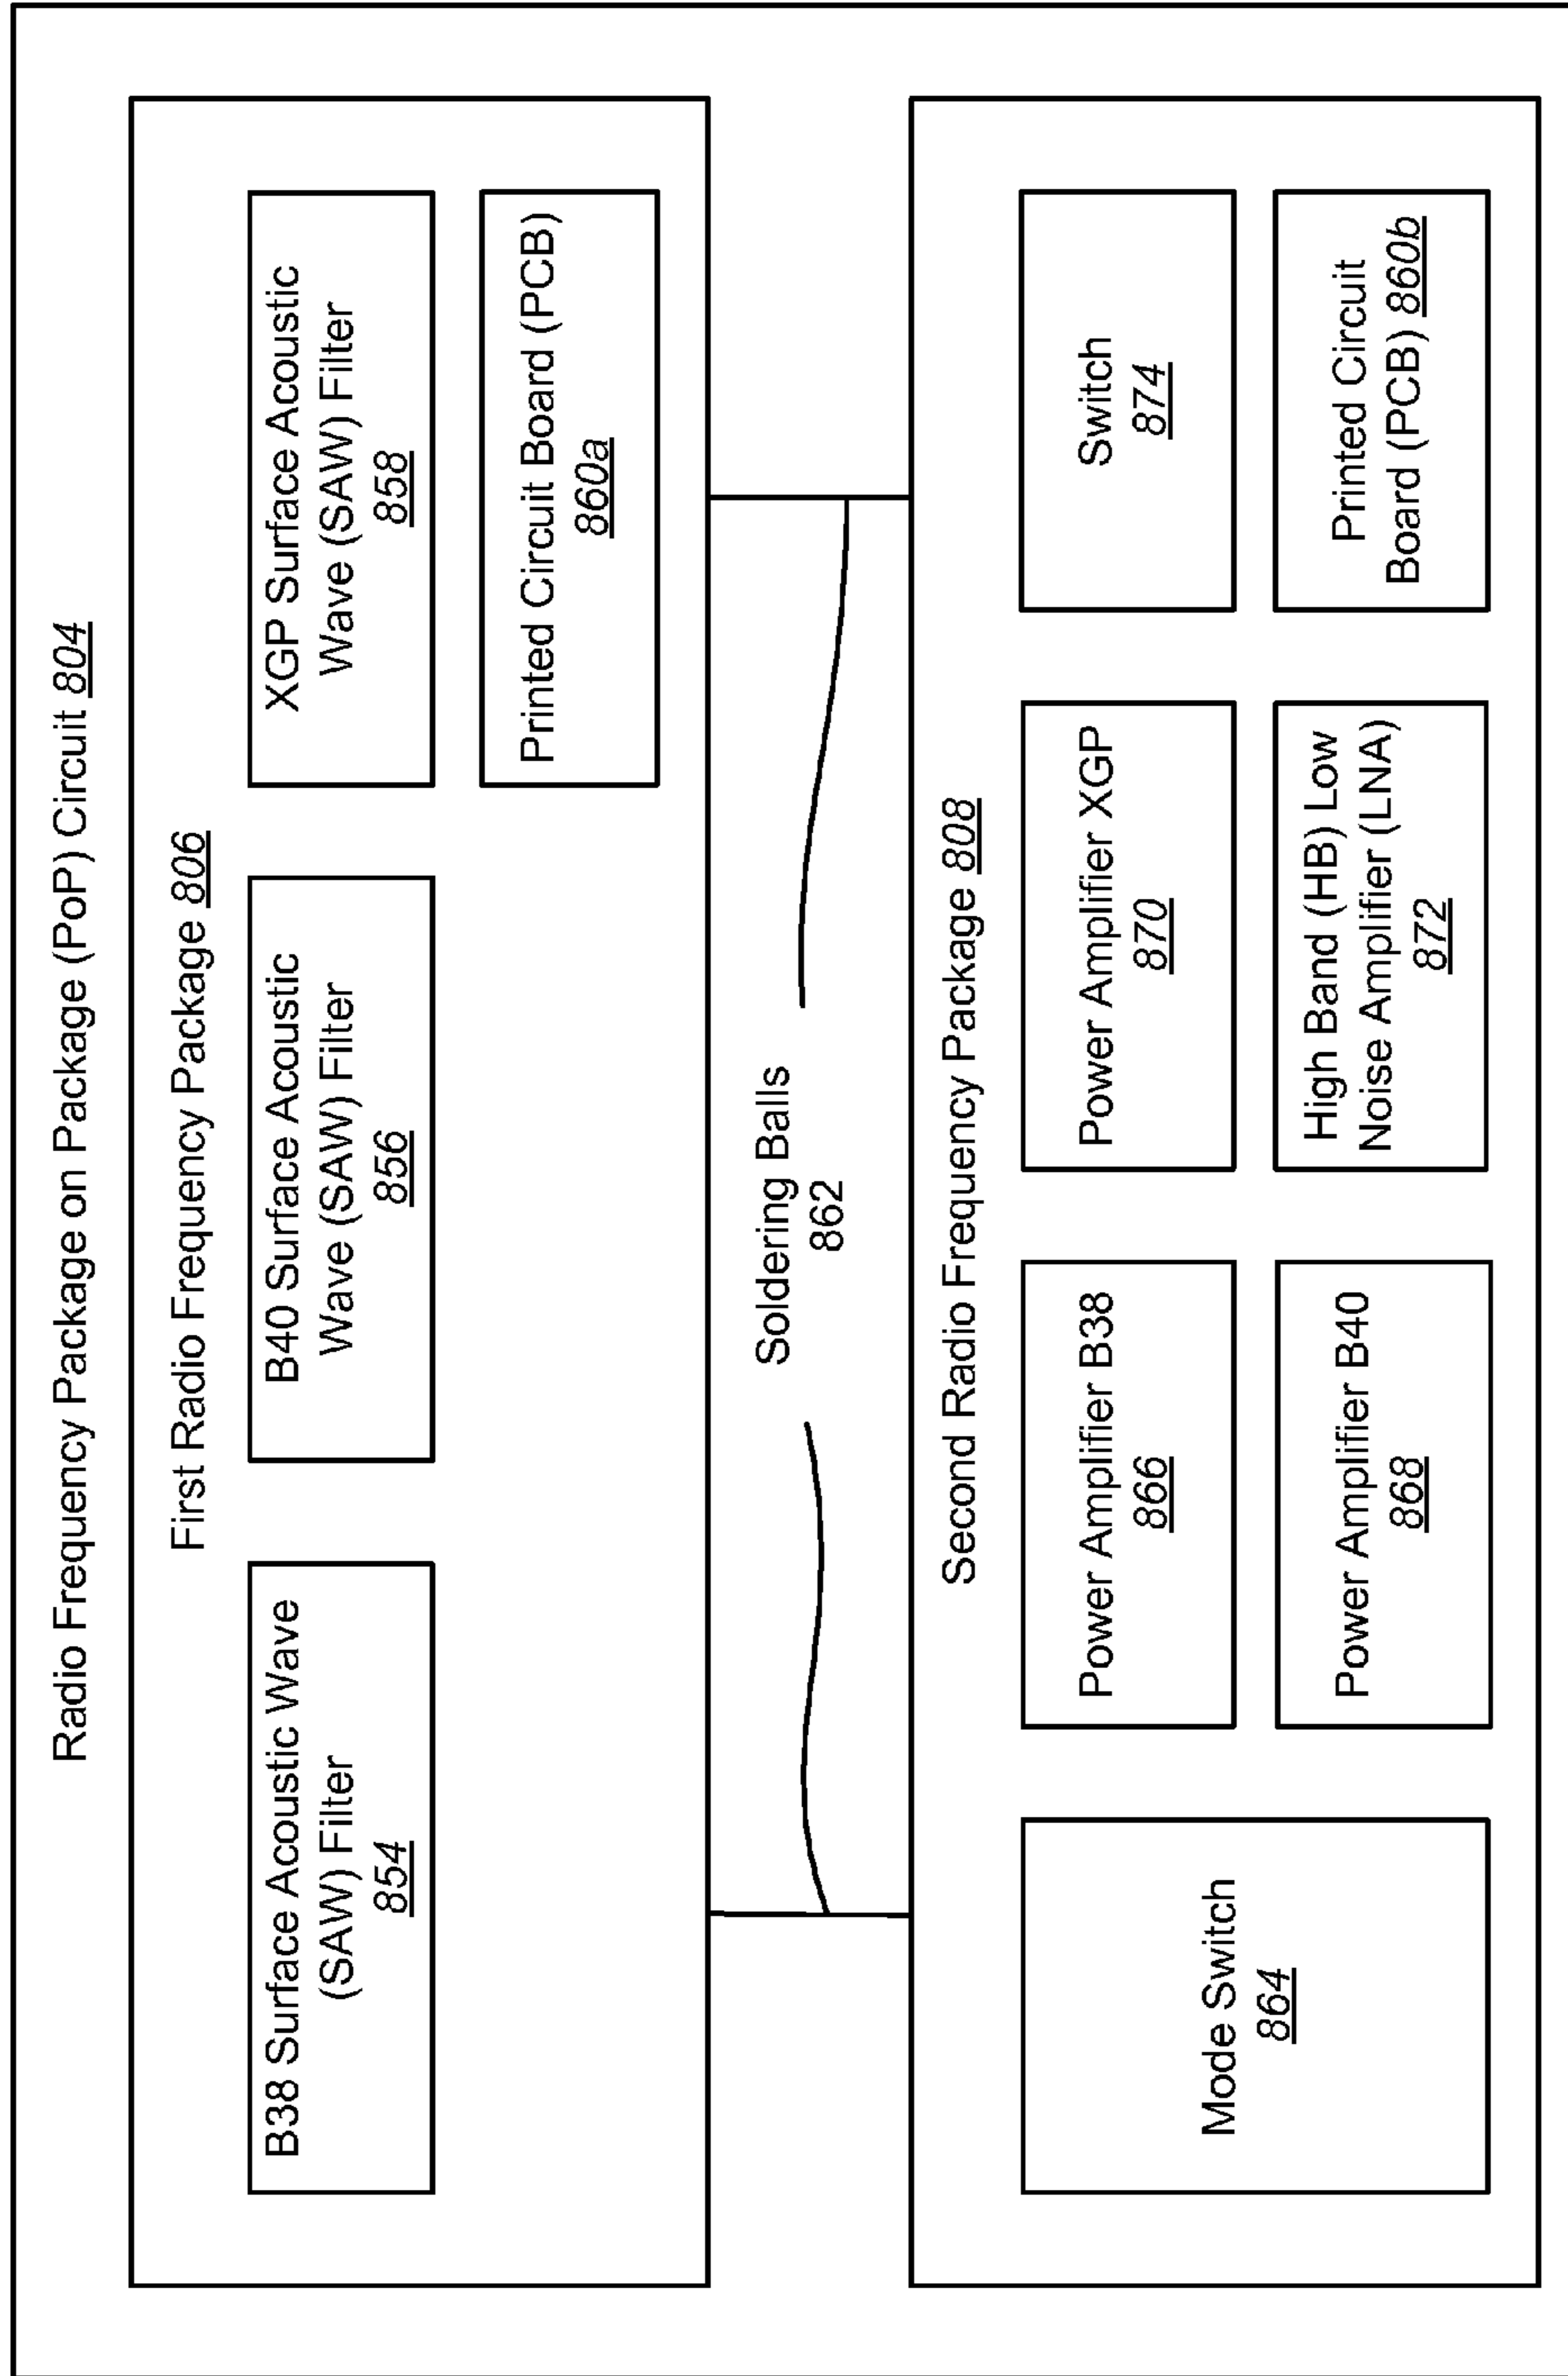 Radio Frequency Package on Package (PoP) Circuit 804
First Radio Frequency Package 806
B38 Surface Acoustic Wave
(SAW) Filter
854
B40 Surface Acoustic
Wave (SAW) Filter
856
XGP Surface Acoustic
Wave (SAW) Filter
858
Printed Circuit Board (PCB)
860a
Soldering Balls
862
Second Radio Frequency Package 808
Mode Switch
864
Power Amplifier B38
866
Power Amplifier B40
868
Power Amplifier XGP
870
High Band (HB) Low
Noise Amplifier (LNA)
872
Switch
874
Printed Circuit
Board (PCB) 860b